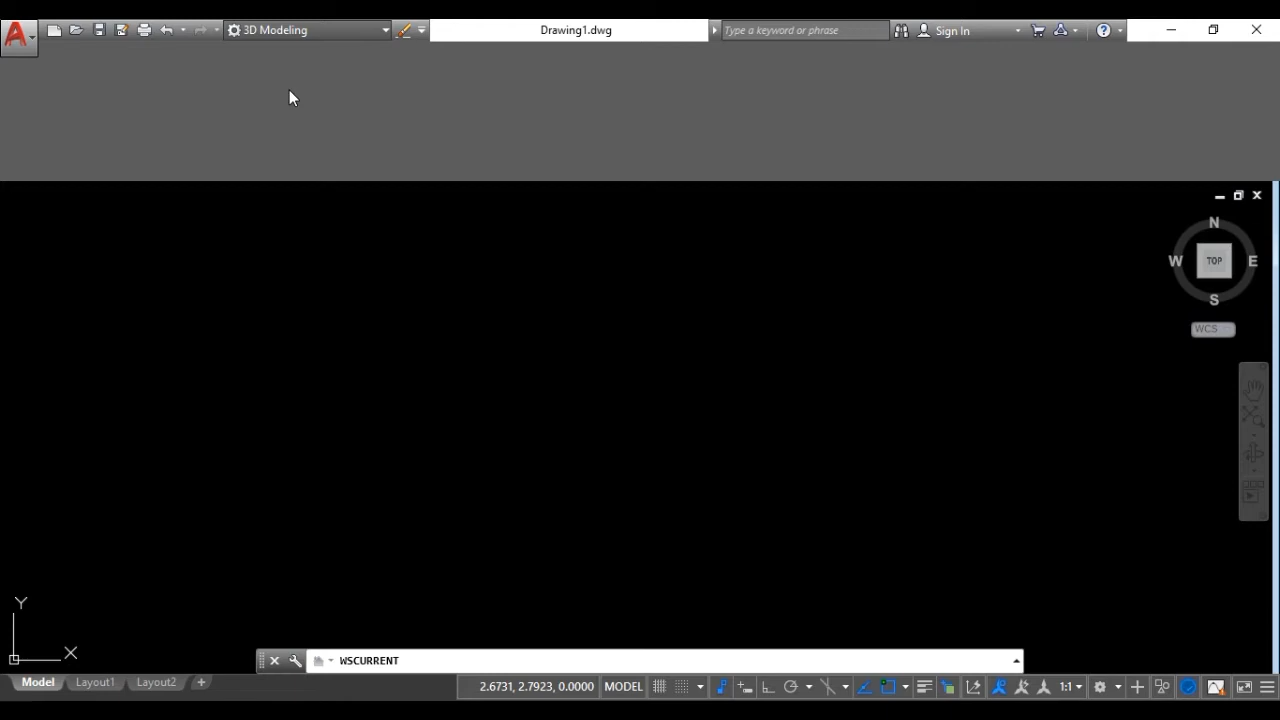 A
3D Modeling
Drawing1.dwg
Type a keyword or phrase
Sign In
?
N
W
TOP
E
S
WCS
Y
X
WSCURRENT
Model
Layout1
Layout2
+
2.6731, 2.7923, 0.0000
MODEL
1:1